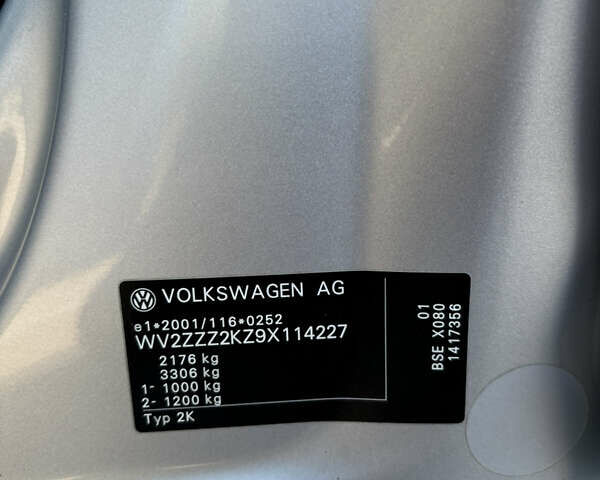 VOLKSWAGEN AG
e1*2001/116*0252
WV2ZZZ2KZ9X114227
2176 kg
3306 kg
1- 1000 kg
2- 1200 kg
Typ 2K
01
BSE X080
1417356